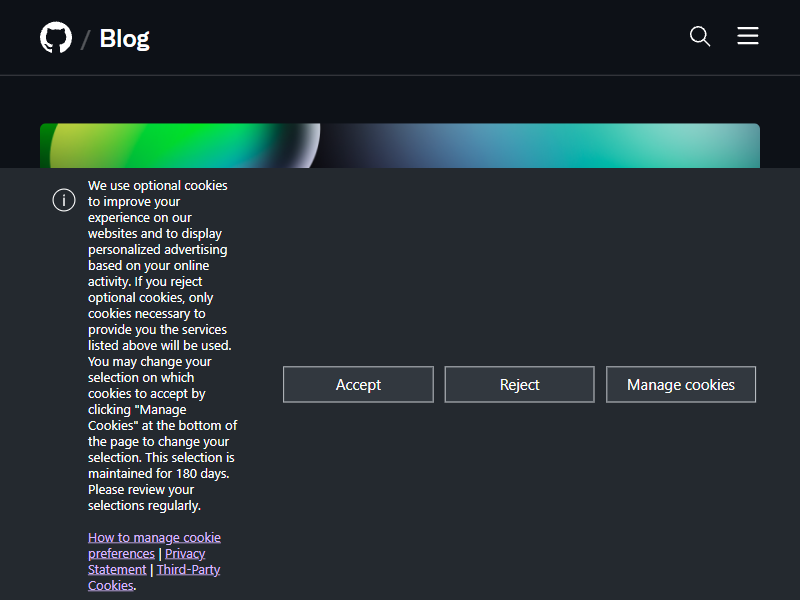 / Blog
We use optional cookies
to improve your
experience on our
websites and to display
personalized advertising
based on your online
activity. If you reject
optional cookies, only
cookies necessary to
provide you the services
listed above will be used.
You may change your
selection on which
cookies to accept by
clicking "Manage
Cookies" at the bottom of
the page to change your
selection. This selection is
maintained for 180 days.
Please review your
selections regularly.
How to manage cookie
preferences | Privacy
Statement | Third-Party
Cookies.
Accept Reject Manage cookies